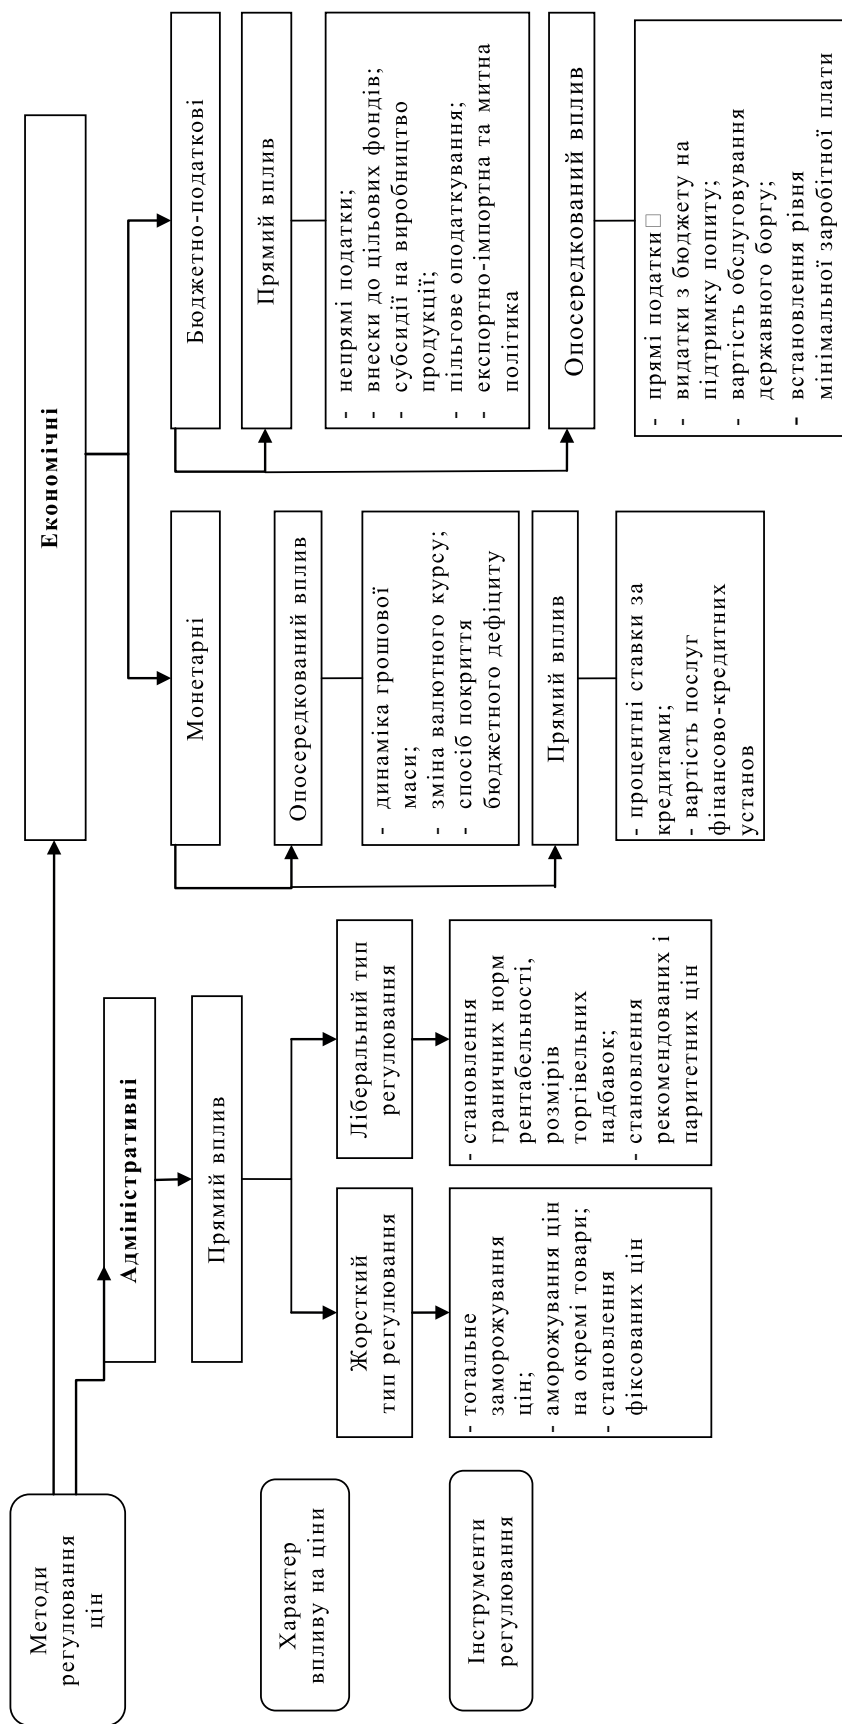 Методи
регулювання
цін
Адміністративні
Економічні
Прямий вплив
Монетарні
Бюджетно-податкові
Характер
впливу на ціни
Жорсткий
тип регулювання
Ліберальний тип
регулювання
Опосередкований вплив
Прямий вплив
Інструменти
регулювання
- тотальне
заморожування
цін;
- аморожування цін
на окремі товари;
- становлення
фіксованих цін
- становлення
граничних норм
рентабельності,
розмірів
торгівельних
надбавок;
- становлення
рекомендованих і
паритетних цін
- динаміка грошової
маси;
- зміна валютного курсу;
- спосіб покриття
бюджетного дефіциту
Прямий вплив
- процентні ставки за
кредитами;
- вартість послуг
фінансово-кредитних
установ
- непрямі податки;
- внески до цільових фондів;
- субсидії на виробництво
продукції;
- пільгове оподаткування;
- експортно-імпортна та митна
політика
Опосередкований вплив
- прямі податки□
- видатки з бюджету на
підтримку попиту;
- вартість обслуговування
державного боргу;
- встановлення рівня
мінімальної заробітної плати